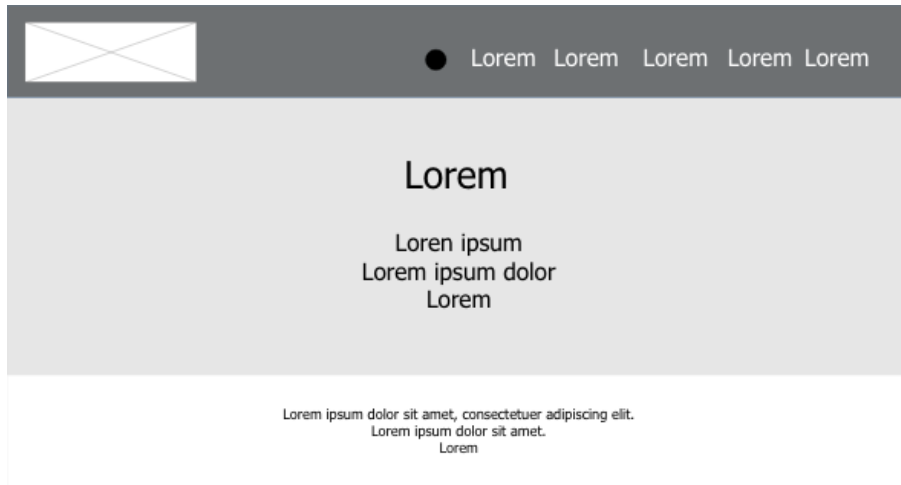 Lorem Lorem Lorem Lorem Lorem
Lorem
Loren ipsum
Lorem ipsum dolor
Lorem
Lorem ipsum dolor sit amet, consectetuer adipiscing elit.
Lorem ipsum dolor sit amet.
Lorem